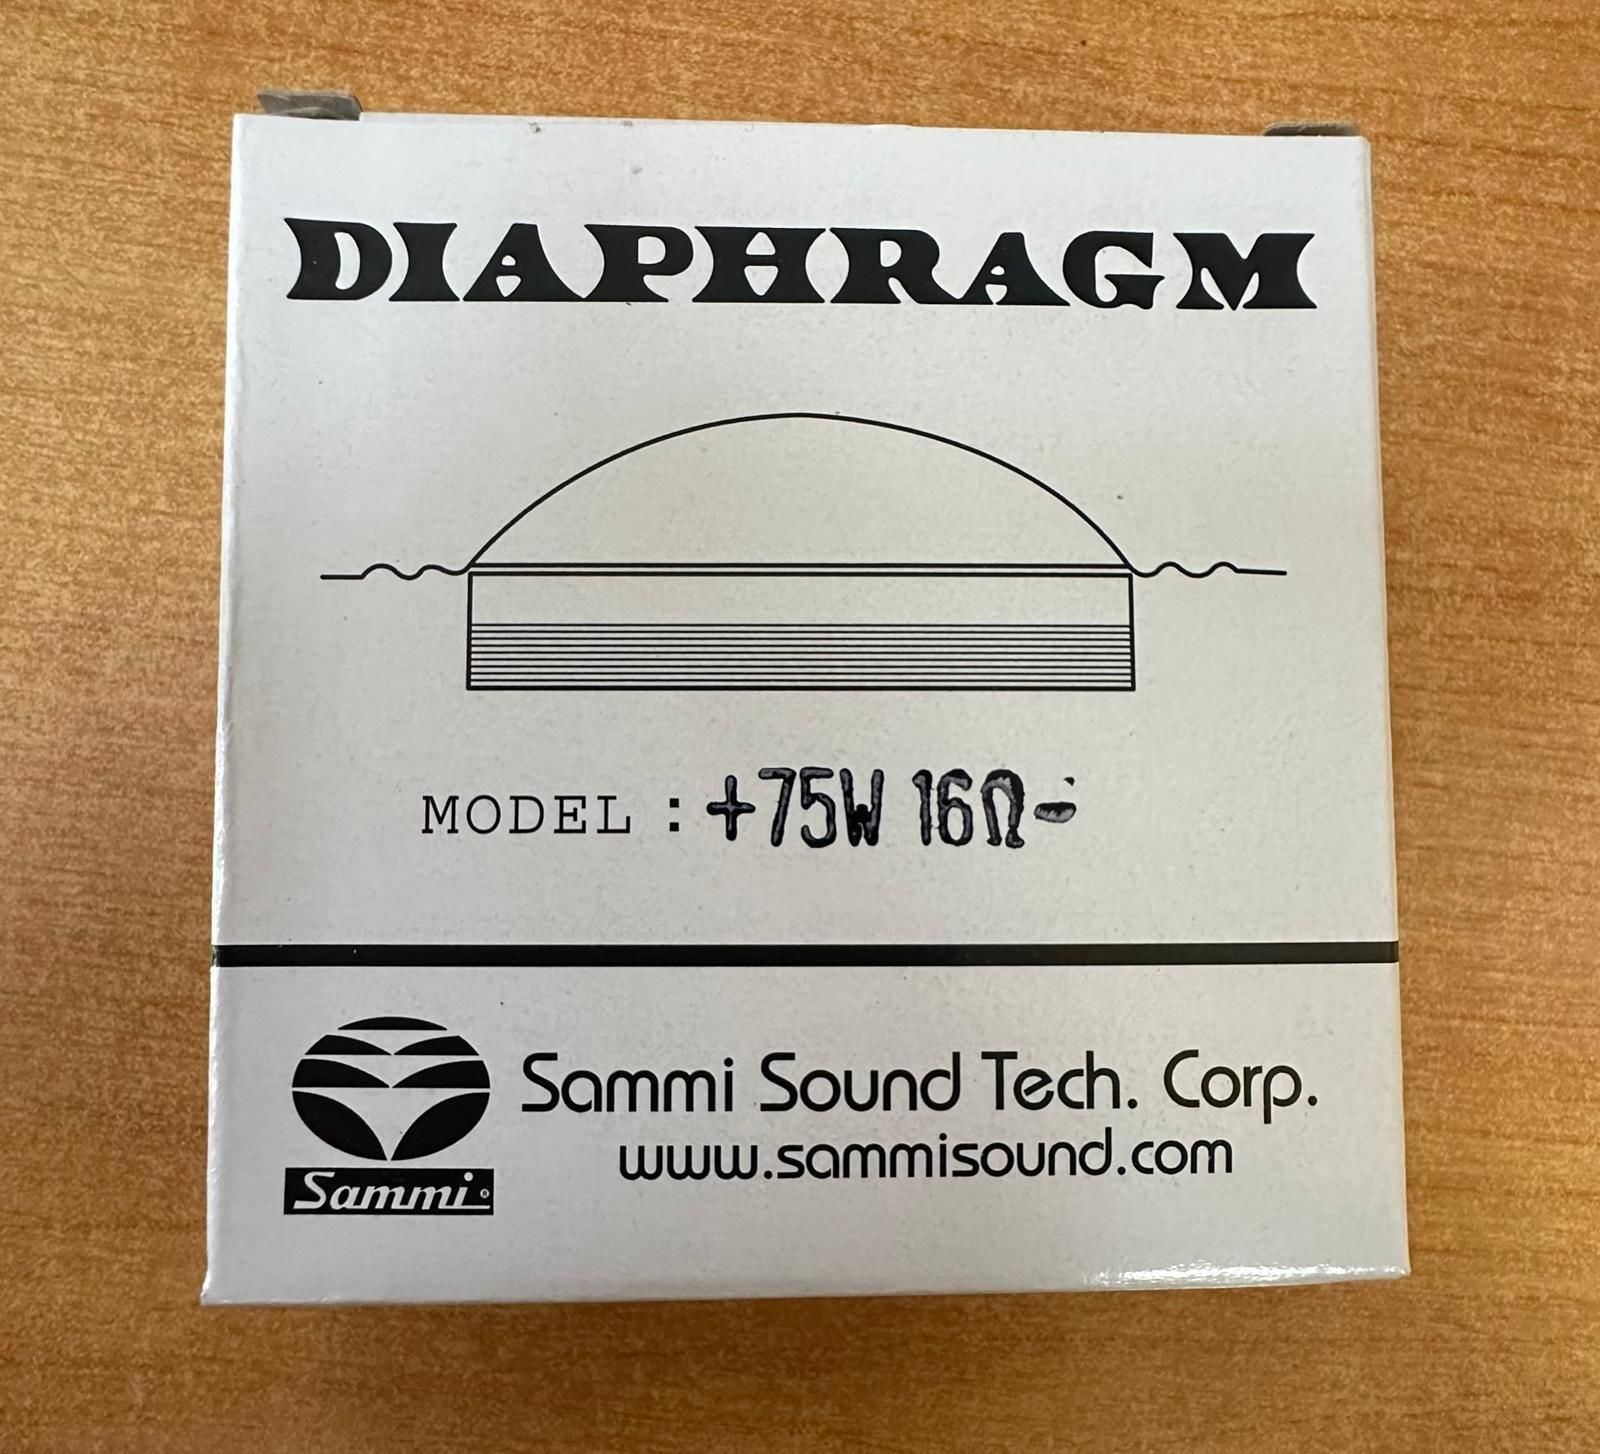 DIAPHRAGM
MODEL : +75W 16Ω-
Sammi Sound Tech. Corp.
www.sammisound.com
Sammi®